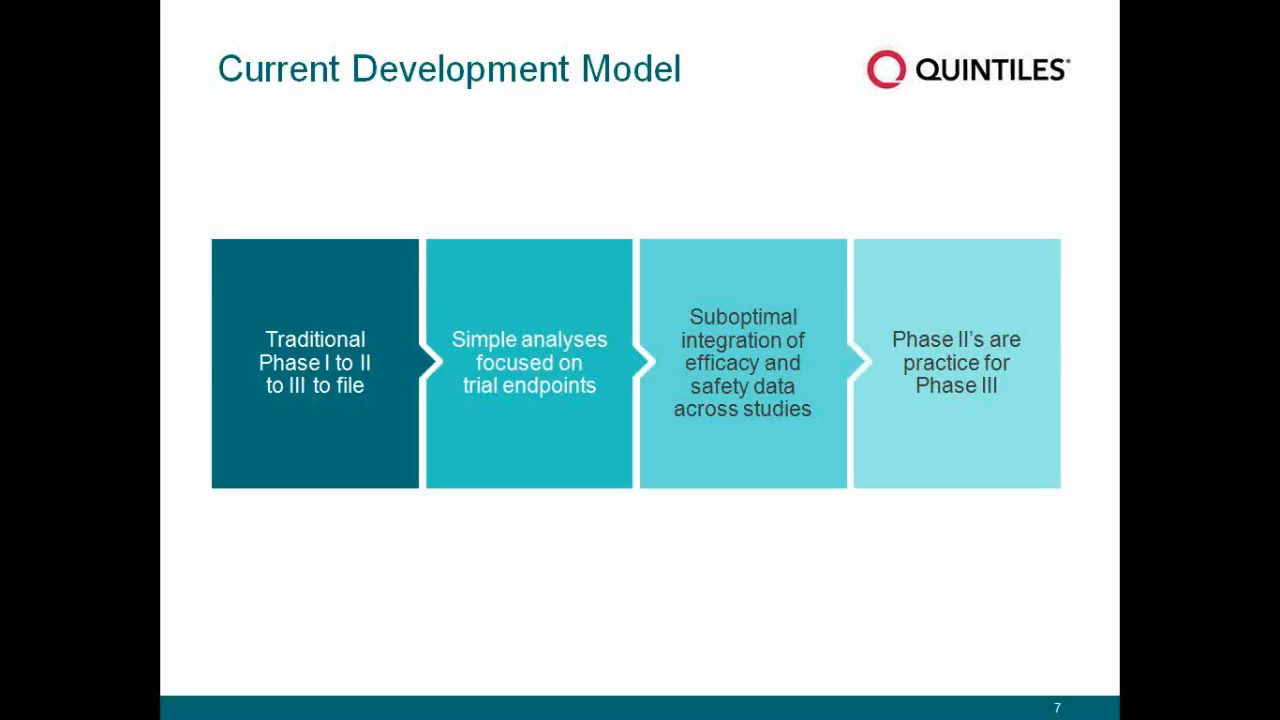 Current Development Model
QUINTILES®
Traditional
Phase I to II
to III to file
Simple analyses
focused on
trial endpoints
Suboptimal
integration of
efficacy and
safety data
across studies
Phase II’s are
practice for
Phase III
7